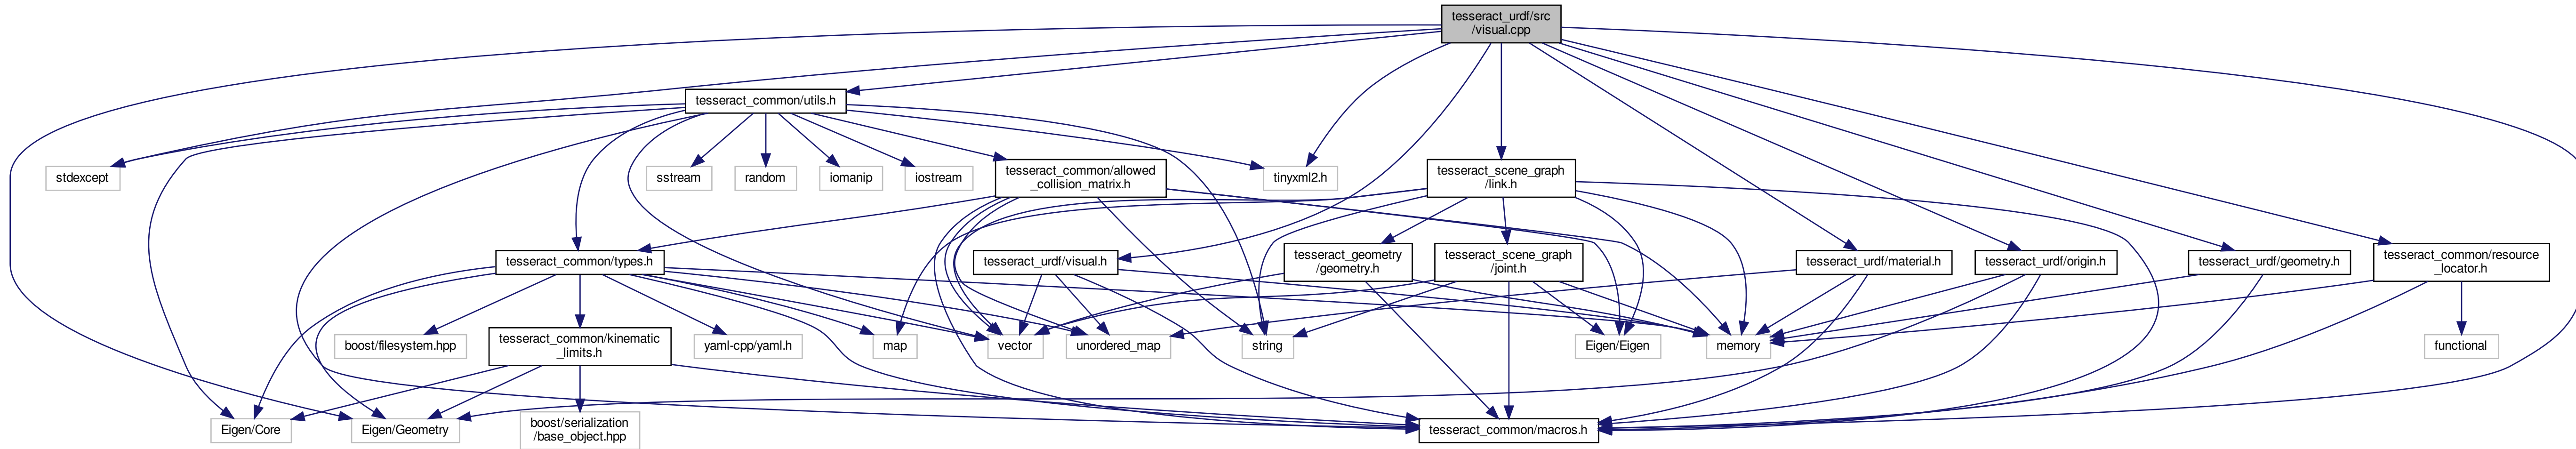 tesseract_urdf/src
/visual.cpp
tesseract_common/utils.h
stdexcept
sstream
random
iomanip
iostream
tesseract_common/allowed
_collision_matrix.h
tinyxml2.h
tesseract_scene_graph
/link.h
tesseract_common/types.h
tesseract_urdf/visual.h
tesseract_geometry
/geometry.h
tesseract_scene_graph
/joint.h
tesseract_urdf/material.h
tesseract_urdf/origin.h
tesseract_urdf/geometry.h
tesseract_common/resource
_locator.h
boost/filesystem.hpp
tesseract_common/kinematic
_limits.h
yaml-cpp/yaml.h
map
vector
unordered_map
string
Eigen/Eigen
memory
functional
Eigen/Core
Eigen/Geometry
boost/serialization
/base_object.hpp
tesseract_common/macros.h